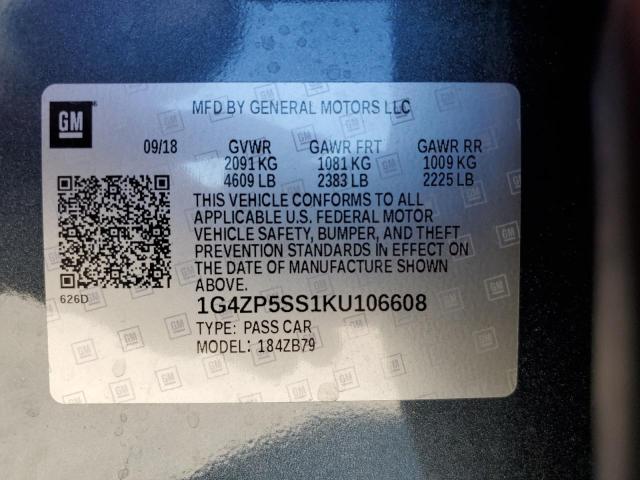 GM
MFD BY GENERAL MOTORS LLC
09/18 GVWR GAWR FRT GAWR RR
2091 KG 1081 KG 1009 KG
4609 LB 2383 LB 2225 LB
THIS VEHICLE CONFORMS TO ALL
APPLICABLE U.S. FEDERAL MOTOR
VEHICLE SAFETY, BUMPER, AND THEFT
PREVENTION STANDARDS IN EFFECT ON
THE DATE OF MANUFACTURE SHOWN
ABOVE.
626D
1G4ZP5SS1KU106608
TYPE: PASS CAR
MODEL: 184ZB79